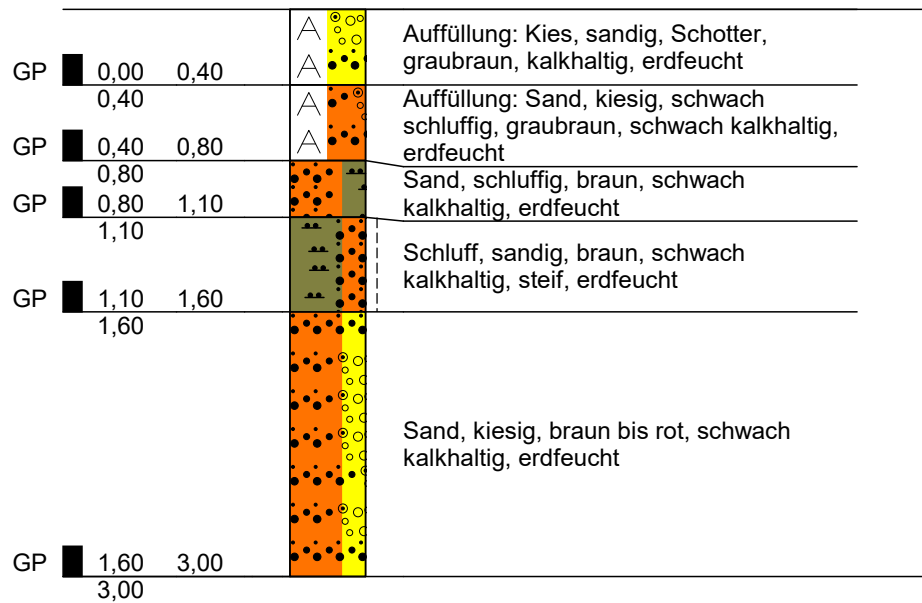 Auffüllung: Kies, sandig, Schotter,
graubraun, kalkhaltig, erdfeucht
A
A
GP 0,00 0,40
0,40
Auffüllung: Sand, kiesig, schwach
schluffig, graubraun, schwach kalkhaltig,
erdfeucht
A
A
GP 0,40 0,80
0,80
Sand, schluffig, braun, schwach
kalkhaltig, erdfeucht
GP 0,80 1,10
1,10
Schluff, sandig, braun, schwach
kalkhaltig, steif, erdfeucht
GP 1,10 1,60
1,60
Sand, kiesig, braun bis rot, schwach
kalkhaltig, erdfeucht
GP 1,60 3,00
3,00